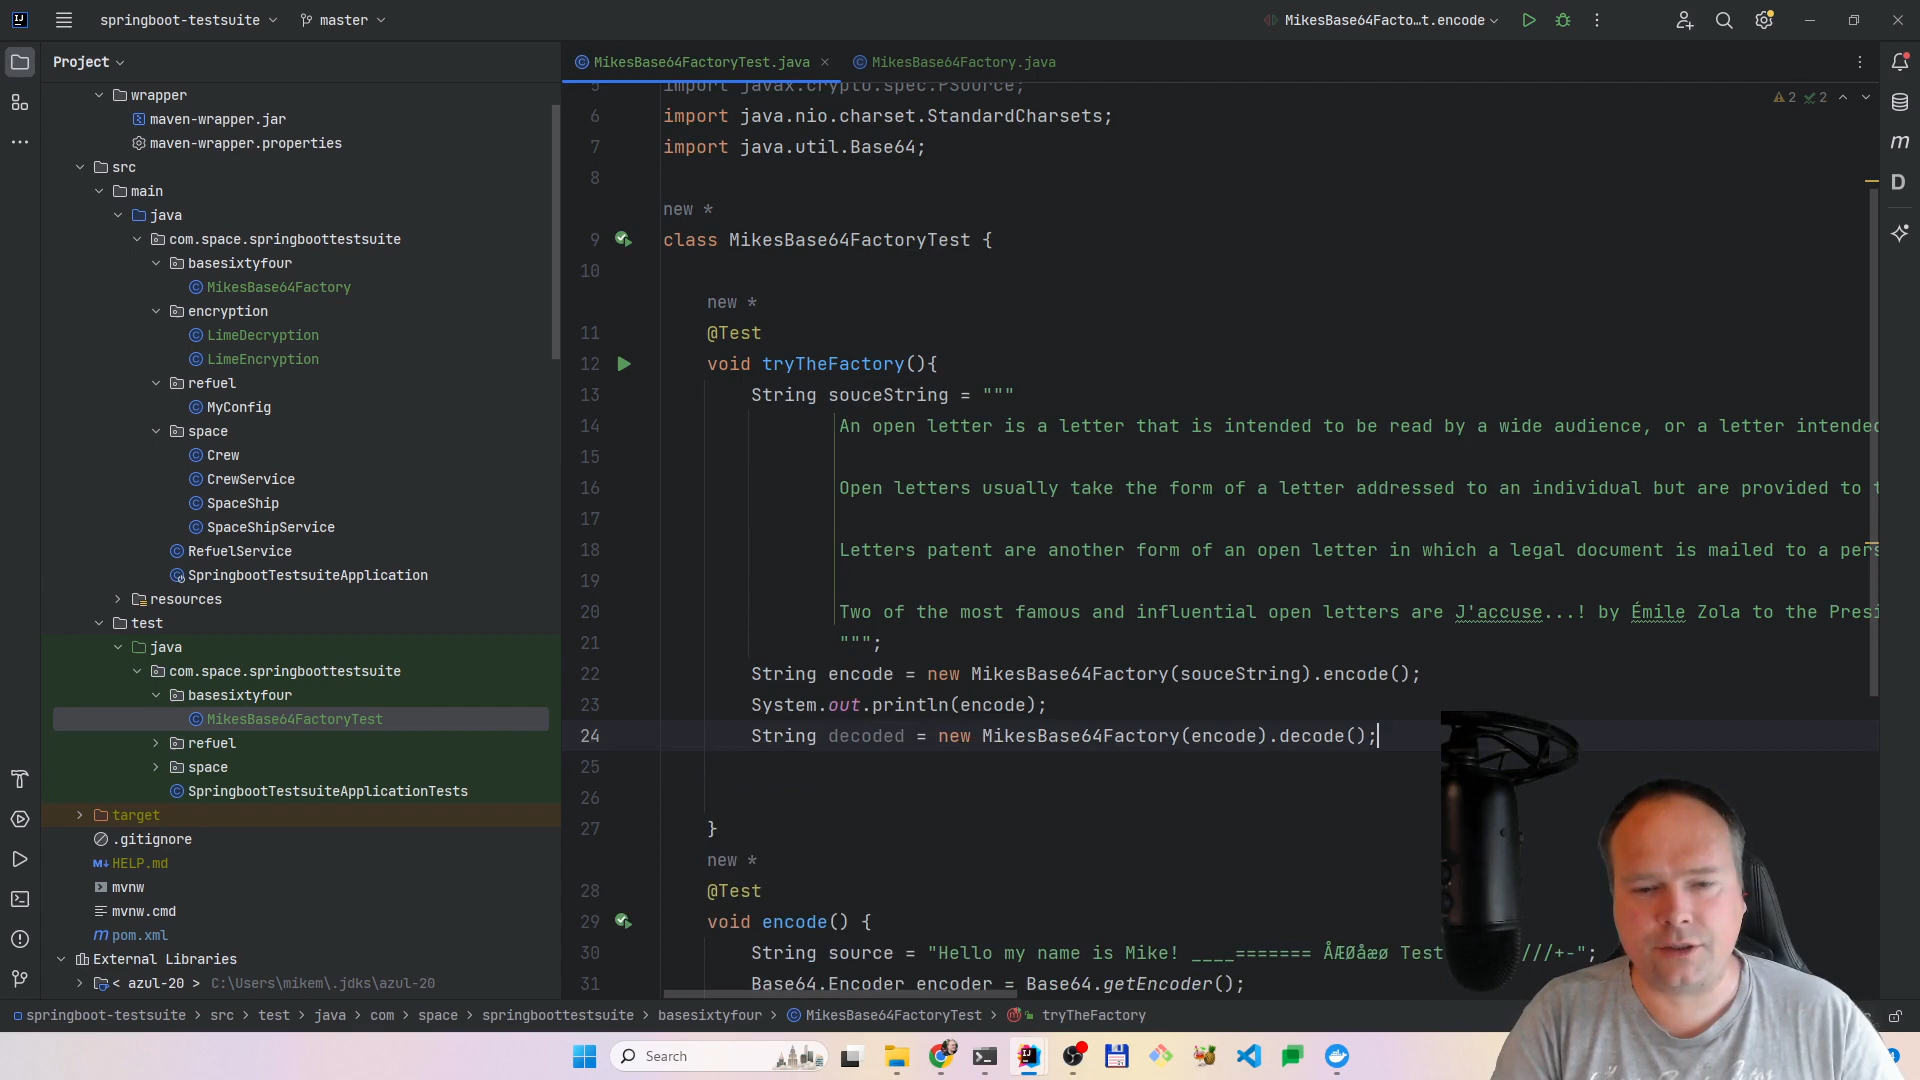 springboot-testsuite
master
MikesBase64Facto...t.encode
Project
MikesBase64FactoryTest.java
MikesBase64Factory.java
wrapper
maven-wrapper.jar
maven-wrapper.properties
src
main
java
com.space.springboottestsuite
basesixtyfour
MikesBase64Factory
encryption
LimeDecryption
LimeEncryption
refuel
MyConfig
space
Crew
CrewService
SpaceShip
SpaceShipService
RefuelService
SpringbootTestsuiteApplication
resources
test
java
com.space.springboottestsuite
basesixtyfour
MikesBase64FactoryTest
refuel
space
SpringbootTestsuiteApplicationTests
target
.gitignore
HELP.md
mvnw
mvnw.cmd
pom.xml
External Libraries
< azul-20 > C:\Users\mikem\.jdks\azul-20
2 2
5 import javax.crypto.spec.PSource;
6 import java.nio.charset.StandardCharsets;
7 import java.util.Base64;
8
new *
9 class MikesBase64FactoryTest {
10
new *
11 @Test
12 void tryTheFactory(){
13 String souceString = """
14 An open letter is a letter that is intended to be read by a wide audience, or a letter intended
15
16 Open letters usually take the form of a letter addressed to an individual but are provided to t
17
18 Letters patent are another form of an open letter in which a legal document is mailed to a pers
19
20 Two of the most famous and influential open letters are J'accuse...! by Émile Zola to the Presi
21 """;
22 String encode = new MikesBase64Factory(souceString).encode();
23 System.out.println(encode);
24 String decoded = new MikesBase64Factory(encode).decode();
25
26
27 }
new *
28 @Test
29 void encode() {
30 String source = "Hello my name is Mike! ____======= ÅÆØåæø Test ///+-";
31 Base64.Encoder encoder = Base64.getEncoder();
springboot-testsuite > src > test > java > com > space > springboottestsuite > basesixtyfour > MikesBase64FactoryTest > tryTheFactory
Search